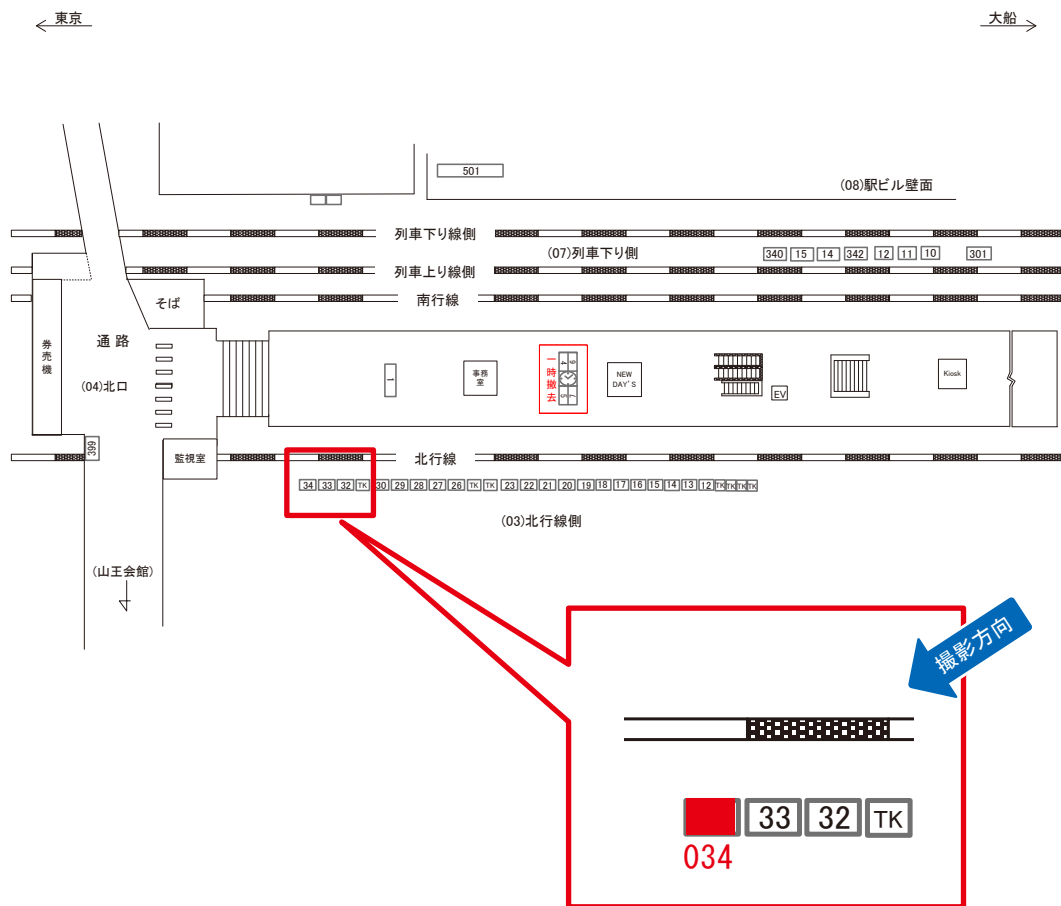 東京
大船
501
(08)駅ビル壁面
列車下り線側
(07)列車下り側
340 15 14 342 12 11 10 301
列車上り線側
南行線
そば
券売機
通 路
(04)北口
1
事務室
一時撤去
4 9
5 7
NEW DAY'S
EV
Kiosk
399
監視室
北行線
34 33 32 TK 30 29 28 27 26 TK TK 23 22 21 20 19 18 17 16 15 14 13 12 TK TK TK TK
(03)北行線側
(山王会館)
撮影方向
33 32 TK
034